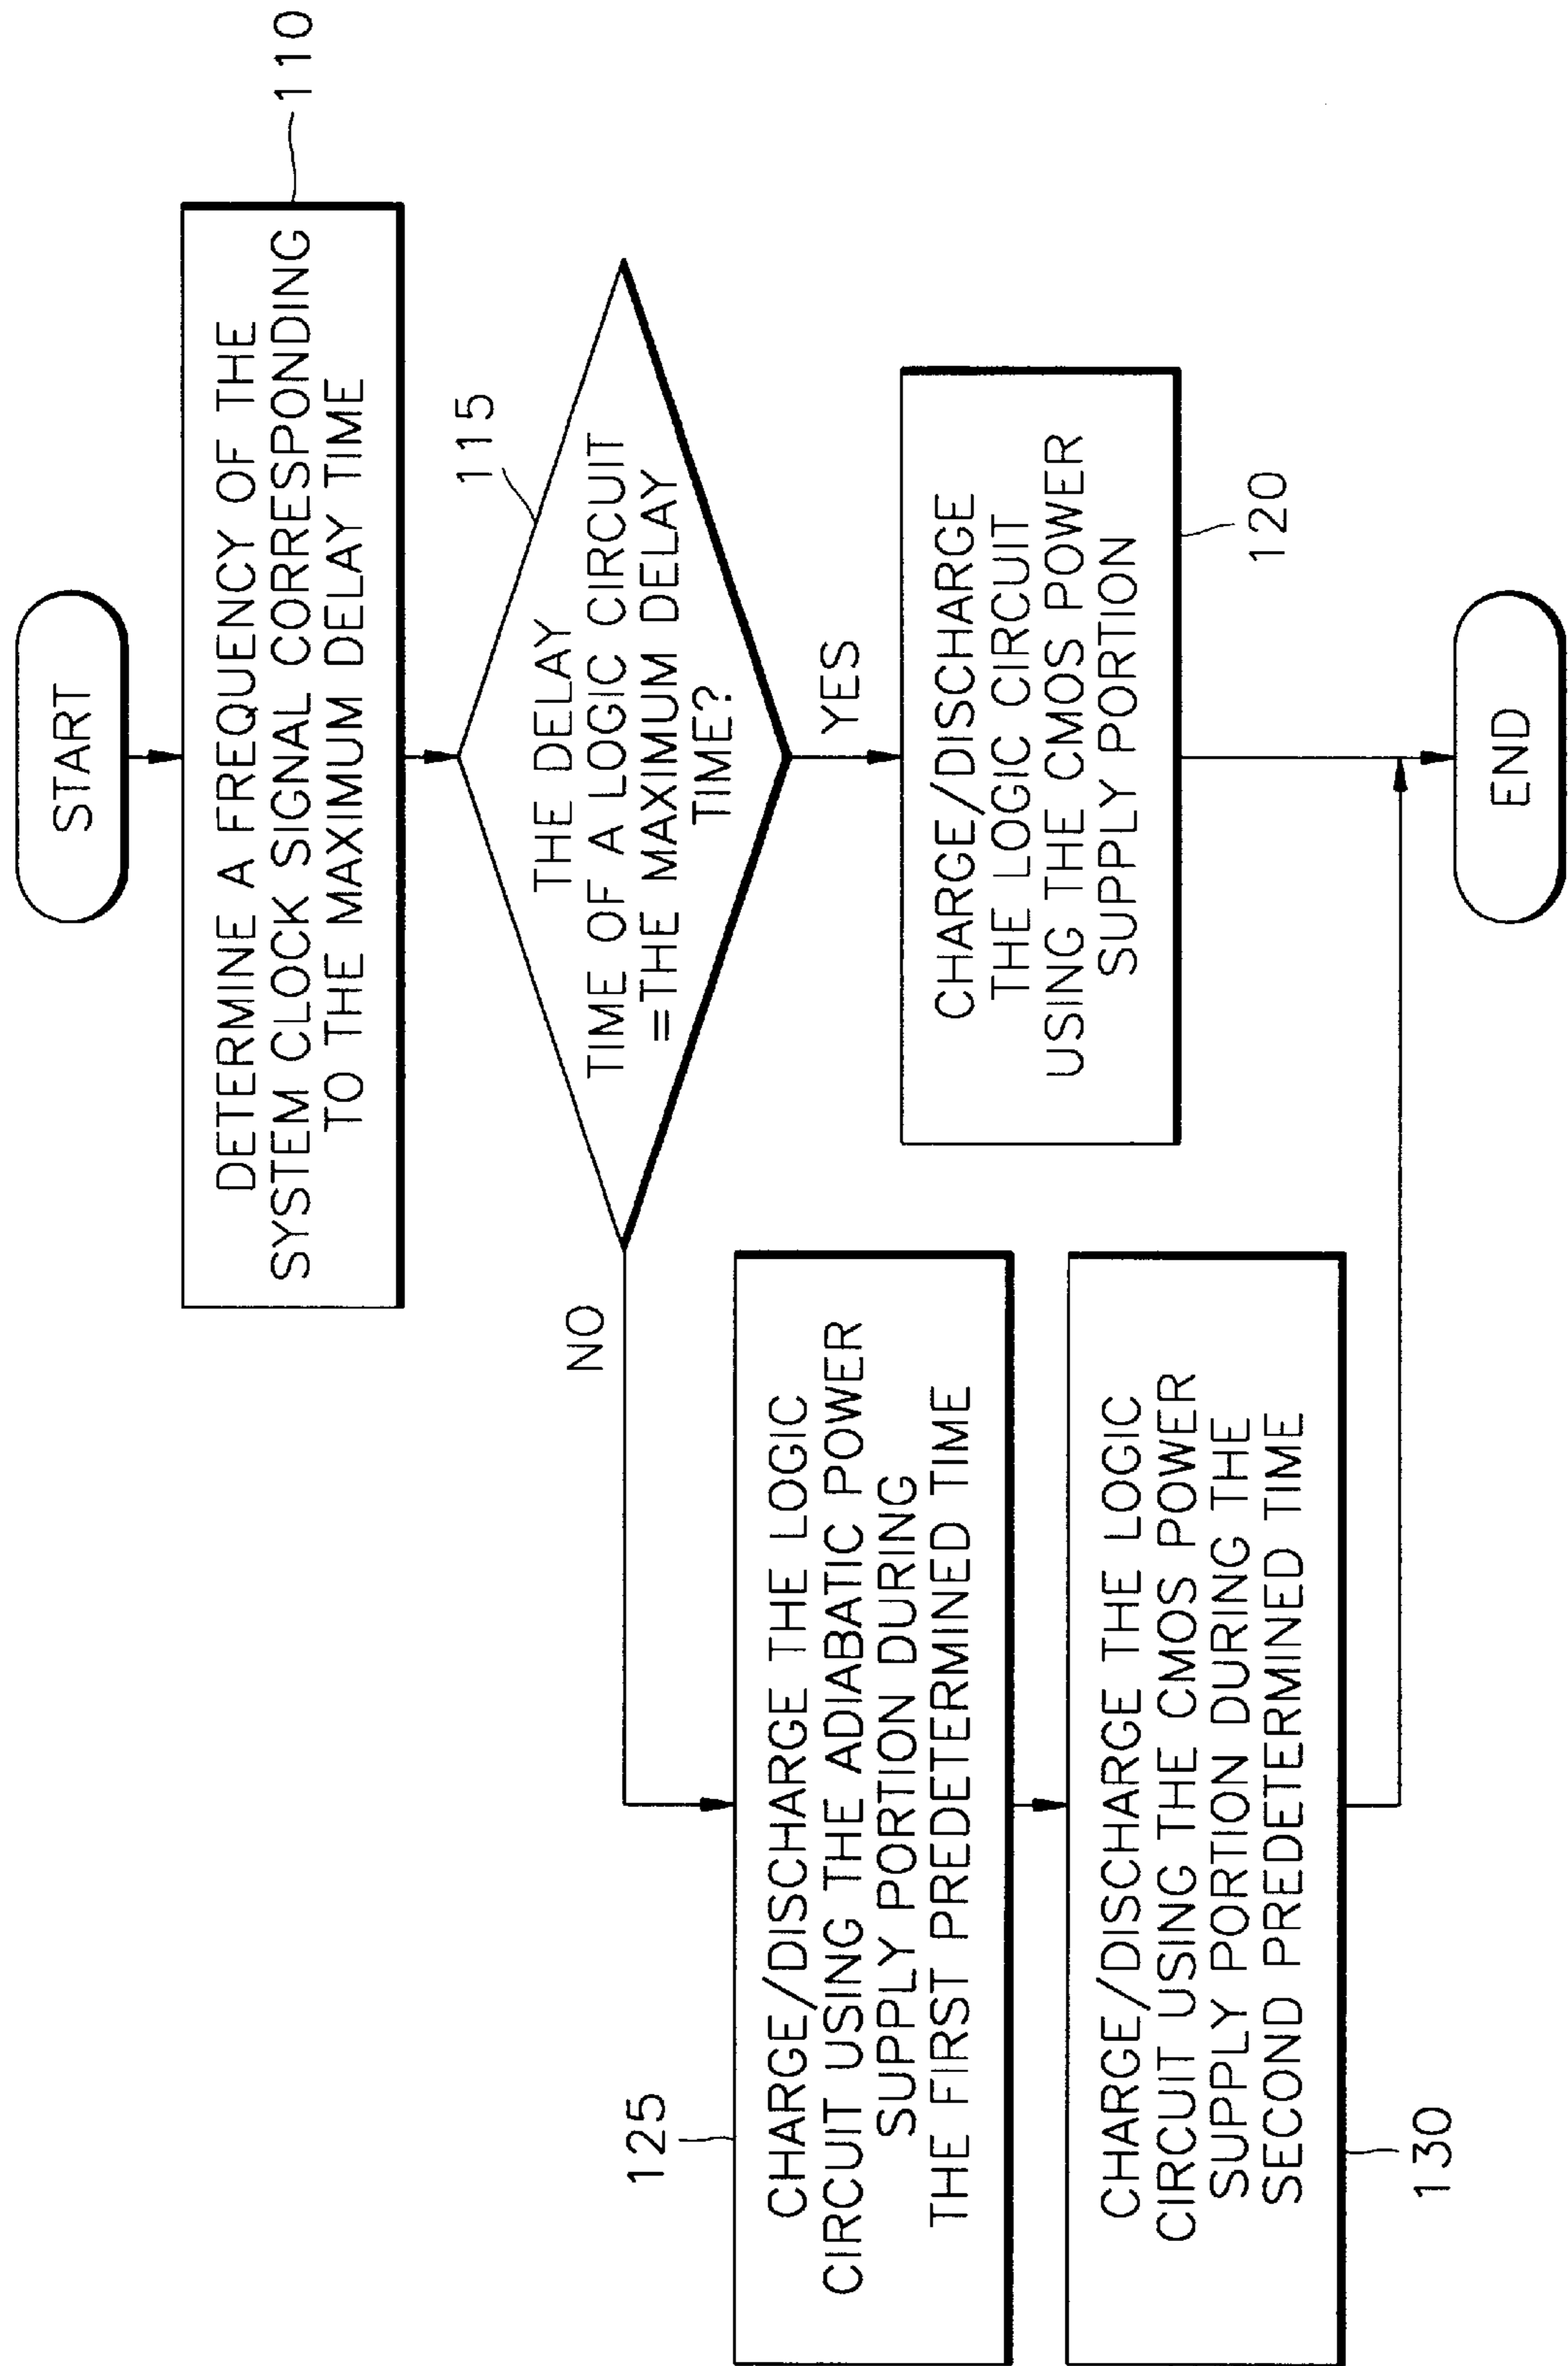 START
DETERMINE A FREQUENCY OF THE
SYSTEM CLOCK SIGNAL CORRESPONDING
TO THE MAXIMUM DELAY TIME
110
115
THE DELAY
TIME OF A LOGIC CIRCUIT
=THE MAXIMUM DELAY
TIME?
NO
YES
125
CHARGE/DISCHARGE THE LOGIC
CIRCUIT USING THE ADIABATIC POWER
SUPPLY PORTION DURING
THE FIRST PREDETERMINED TIME
CHARGE/DISCHARGE
THE LOGIC CIRCUIT
USING THE CMOS POWER
SUPPLY PORTION
120
CHARGE/DISCHARGE THE LOGIC
CIRCUIT USING THE CMOS POWER
SUPPLY PORTION DURING THE
SECOND PREDETERMINED TIME
130
END